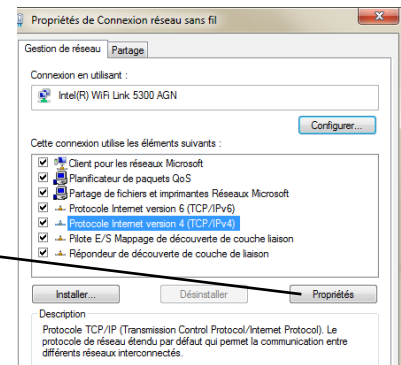 Propriétés de Connexion réseau sans fil
Gestion de réseau Partage
Connexion en utilisant :
Intel(R) WiFi Link 5300 AGN
Configurer...
Cette connexion utilise les éléments suivants :
Client pour les réseaux Microsoft
Planificateur de paquets QoS
Partage de fichiers et imprimantes Réseaux Microsoft
Protocole Internet version 6 (TCP/IPv6)
Protocole Internet version 4 (TCP/IPv4)
Pilote E/S Mappage de découverte de couche liaison
Répondeur de découverte de couche de liaison
Installer... Désinstaller Propriétés
Description
Protocole TCP/IP (Transmission Control Protocol/Internet Protocol). Le
protocole de réseau étendu par défaut qui permet la communication entre
différents réseaux interconnectés.